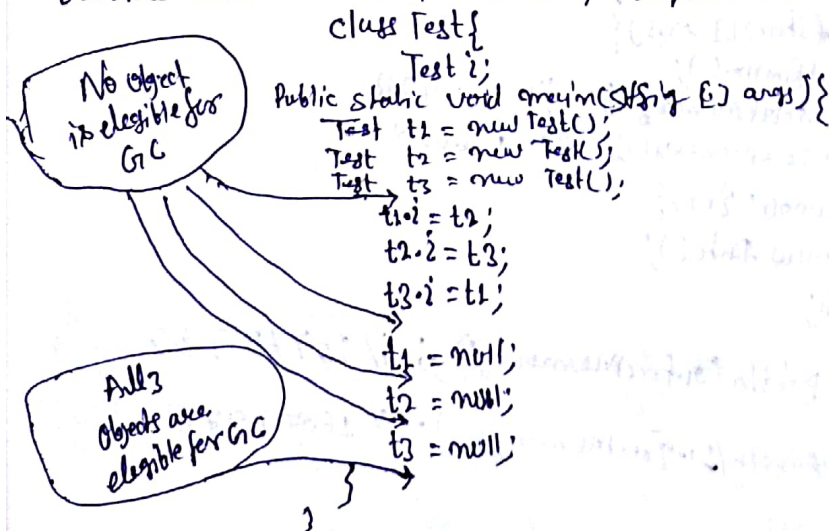 class Test{
Test i;
No object
is elegible for
GC
Public static void main(String [] args){
Test t1 = new Test();
Test t2 = new Test();
Test t3 = new Test();
t1.i = t2;
t2.i = t3;
t3.i = t1;
t1 = null;
t2 = null;
t3 = null;
All 3
objects are
elegible for GC
}
}